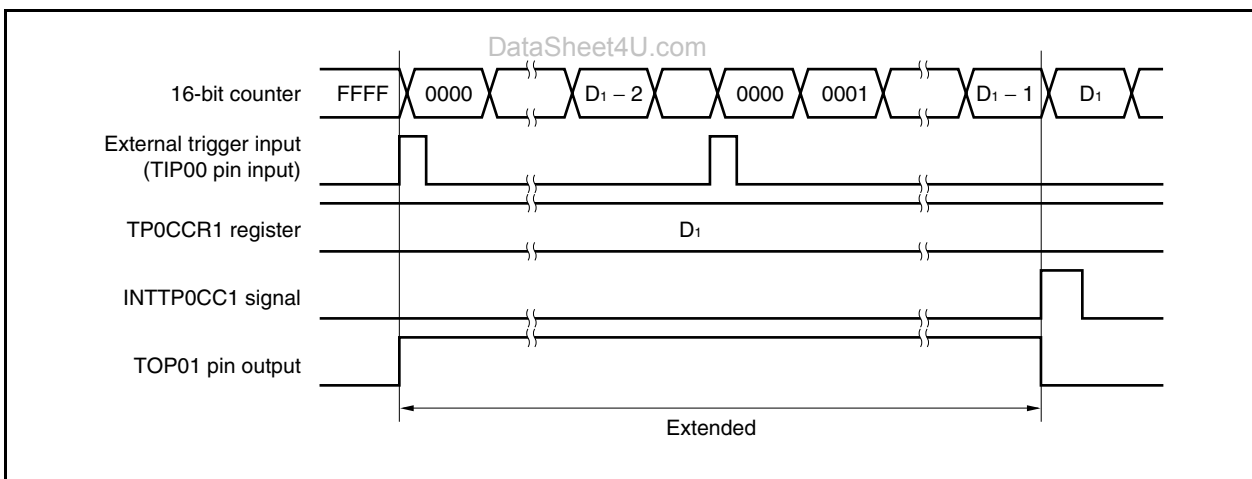 DataSheet4U.com
16-bit counter FFFF 0000 D₁ – 2 0000 0001 D₁ – 1 D₁
External trigger input
(TIP00 pin input)
TP0CCR1 register D₁
INTTP0CC1 signal
TOP01 pin output
Extended